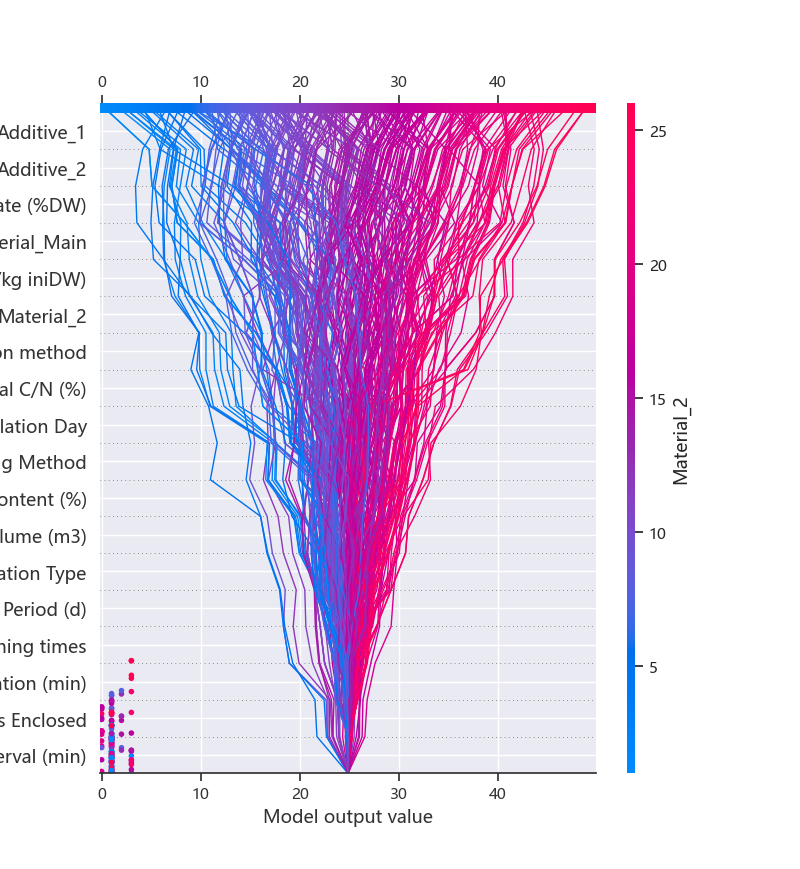 0 10 20 30 40
Additive_1
Additive_2
ate (%DW)
erial_Main
/kg iniDW)
Material_2
on method
al C/N (%)
lation Day
g Method
ontent (%)
lume (m3)
ation Type
Period (d)
ning times
ation (min)
s Enclosed
erval (min)
0 10 20 30 40
Model output value
25
20
15
10
5
Material_2